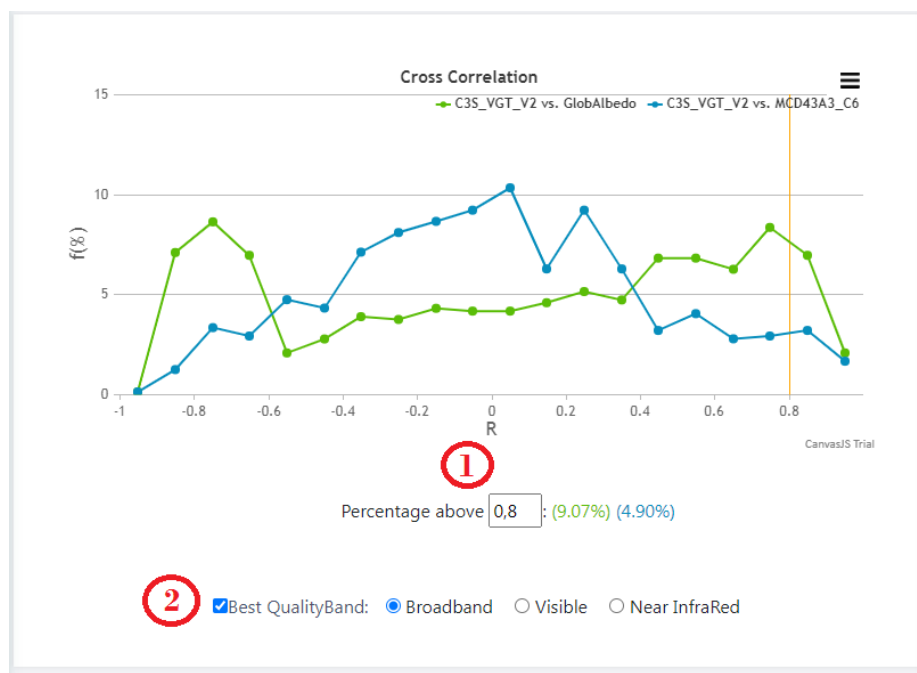 Cross Correlation
C3S_VGT_V2 vs. GlobAlbedo C3S_VGT_V2 vs. MCD43A3_C6
15
10
5
0
f(%)
-1 -0.8 -0.6 -0.4 -0.2 0 0.2 0.4 0.6 0.8
R
CanvasJS Trial
1
Percentage above 0,8 : (9.07%) (4.90%)
2 Best QualityBand: Broadband Visible Near InfraRed